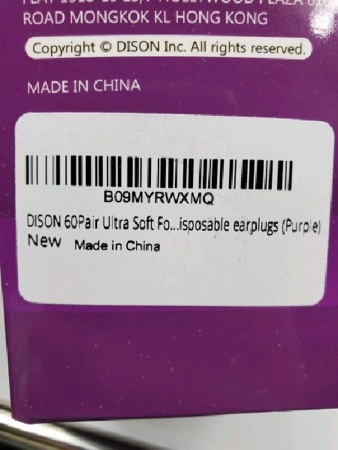 ROAD MONGKOK KL HONG KONG
Copyright © DISON Inc. All rights reserved.
MADE IN CHINA
B09MYRWXMQ
DISON 60Pair Ultra Soft Fo...isposable earplugs (Purple)
New Made in China